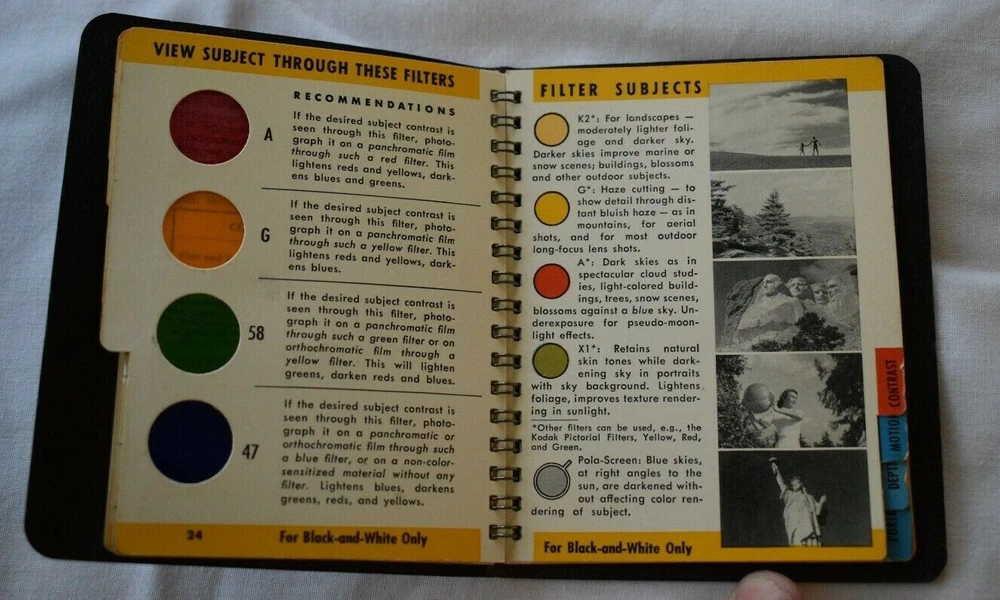 VIEW SUBJECT THROUGH THESE FILTERS
RECOMMENDATIONS
A
If the desired subject contrast is
seen through this filter, photo-
graph it on a panchromatic film
through such a red filter. This
lightens reds and yellows, dark-
ens blues and greens.
G
If the desired subject contrast is
seen through this filter, photo-
graph it on a panchromatic film
through such a yellow filter. This
lightens reds and yellows, dark-
ens blues.
58
If the desired subject contrast is
seen through this filter, photo-
graph it on a panchromatic film
through such a green filter or on
orthochromatic film through a
yellow filter. This will lighten
greens, darken reds and blues.
47
If the desired subject contrast is
seen through this filter, photo-
graph it on a panchromatic or
orthochromatic film through such
a blue filter, or on a non-color-
sensitized material without any
filter. Lightens blues, darkens
greens, reds, and yellows.
24
For Black-and-White Only
FILTER SUBJECTS
K2*: For landscapes —
moderately lighter foli-
age and darker sky.
Darker skies improve marine or
snow scenes; buildings, blossoms
and other outdoor subjects.
G*: Haze cutting — to
show detail through dis-
tant bluish haze — as in
mountains, for aerial
shots, and for most outdoor
long-focus lens shots.
A*: Dark skies as in
spectacular cloud stud-
ies, light-colored build-
ings, trees, snow scenes,
blossoms against a blue sky. Un-
derexposure for pseudo-moon-
light effects.
X1*: Retains natural
skin tones while dark-
ening sky in portraits
with sky background. Lightens
foliage, improves texture render-
ing in sunlight.
*Other filters can be used, e.g., the
Kodak Pictorial Filters, Yellow, Red,
and Green.
Pola-Screen: Blue skies,
at right angles to the
sun, are darkened with-
out affecting color ren-
dering of subject.
For Black-and-White Only
CONTRAST
MOTION
DEPTH